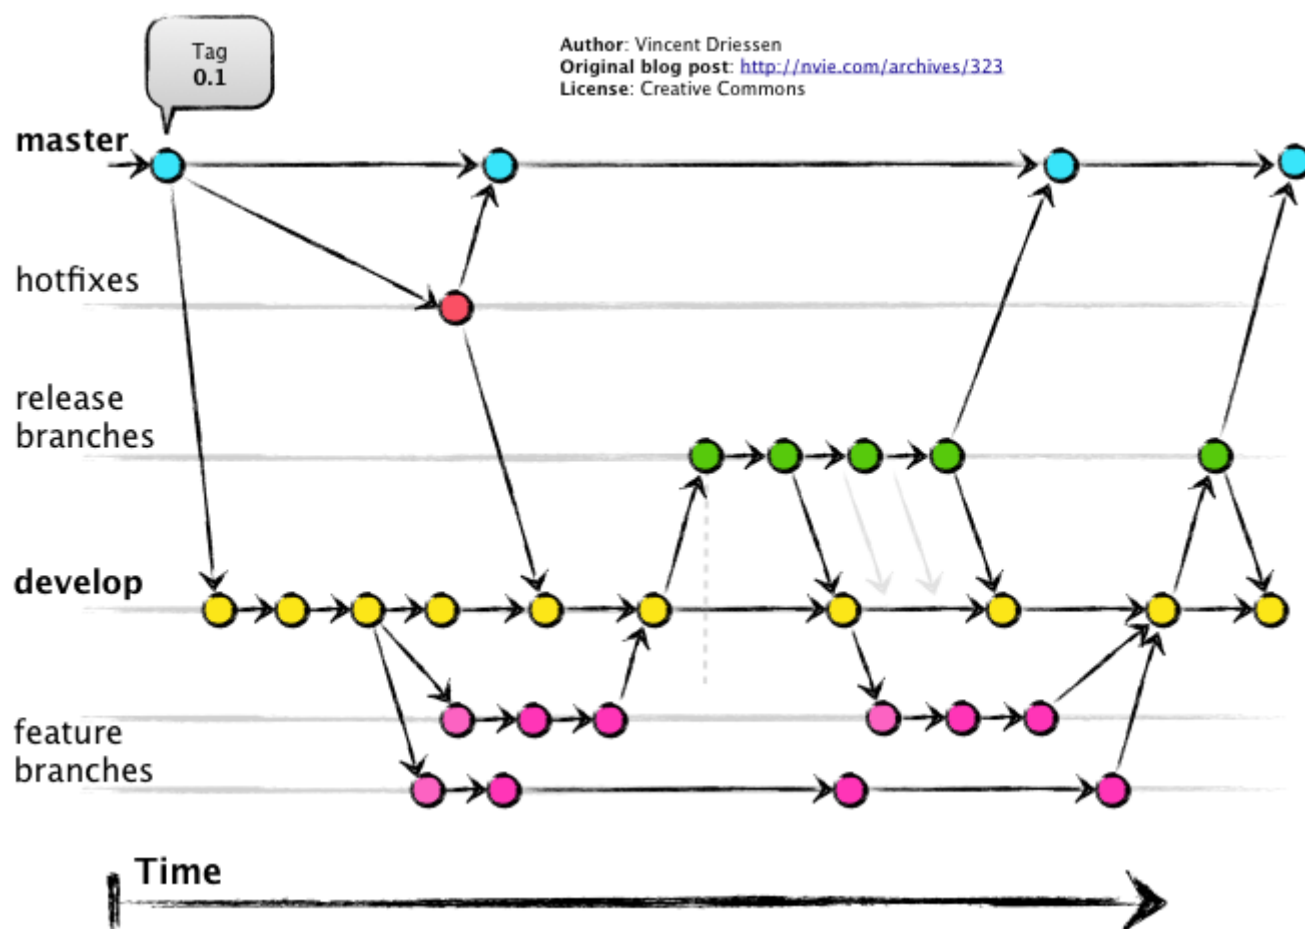 Tag
0.1
Author: Vincent Driessen
Original blog post: http://nvie.com/archives/323
License: Creative Commons
master
hotfixes
release
branches
develop
feature
branches
Time